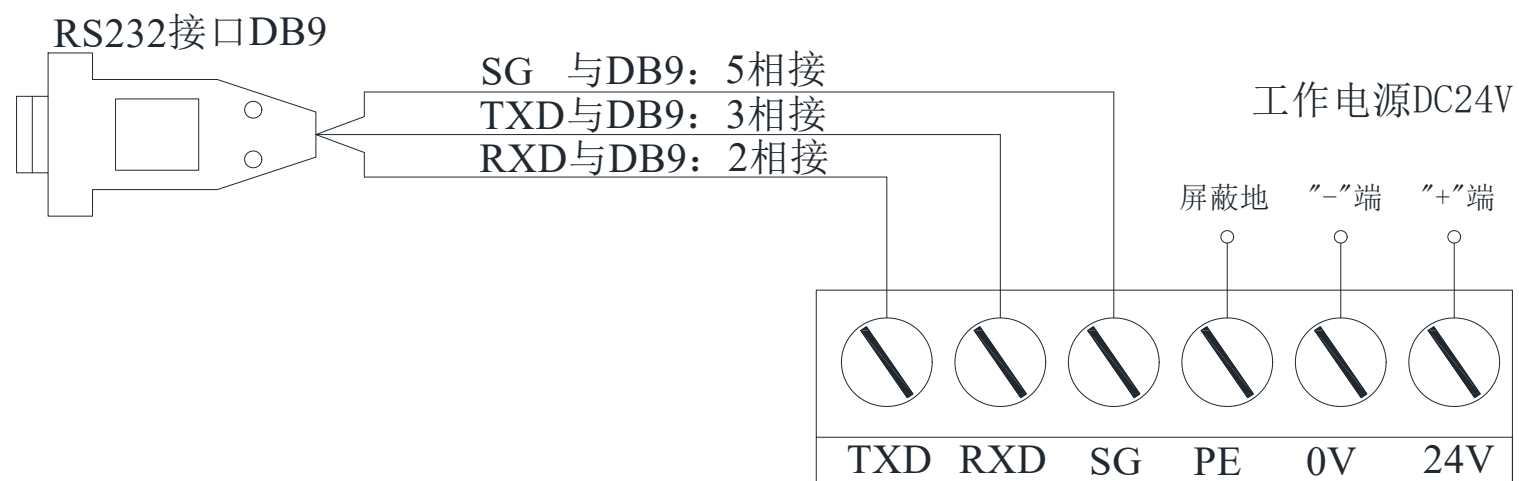 RS232接口DB9
SG 与DB9：5相接
TXD与DB9：3相接
RXD与DB9：2相接
工作电源DC24V
屏蔽地 "-"端 "+"端
TXD RXD SG PE 0V 24V